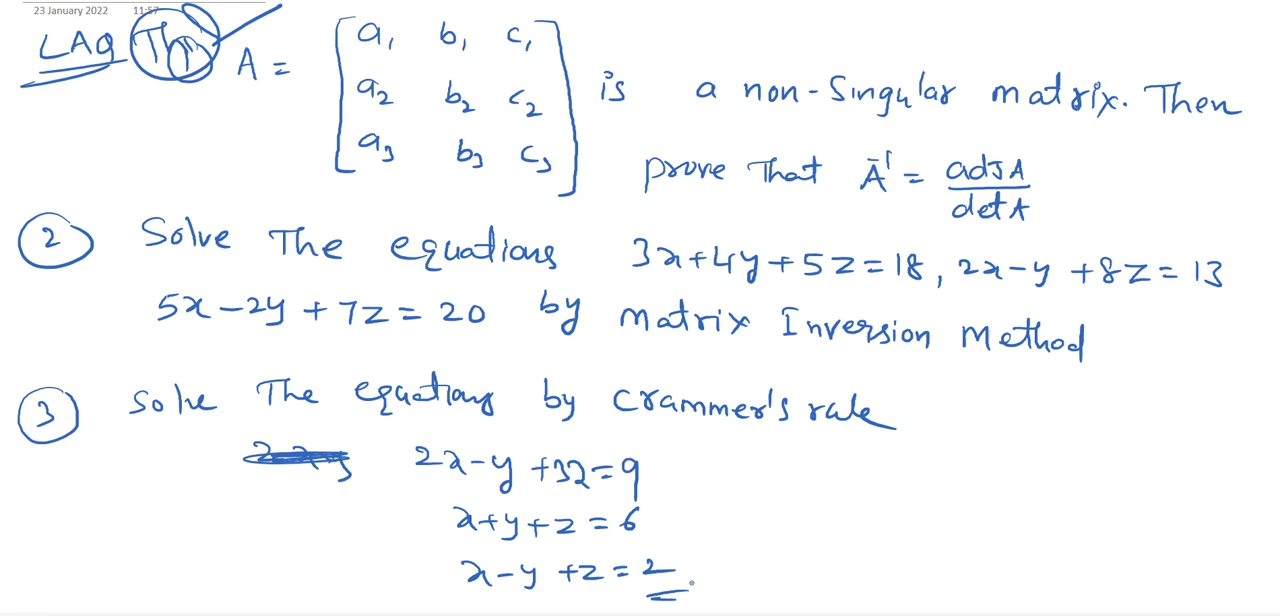 23 January 2022 11:57
LAQ Th A = [a₁ b₁ c₁
a₂ b₂ c₂
a₃ b₃ c₃] is a non-Singular matrix. Then
prove That A⁻¹ = adjA / detA
2 Solve The equations 3x+4y+5z=18, 2x-y+8z=13
5x-2y+7z=20 by matrix Inversion Method
3 Solve The equations by crammer's rule
2x-y+3z=9
x+y+z=6
x-y+z=2